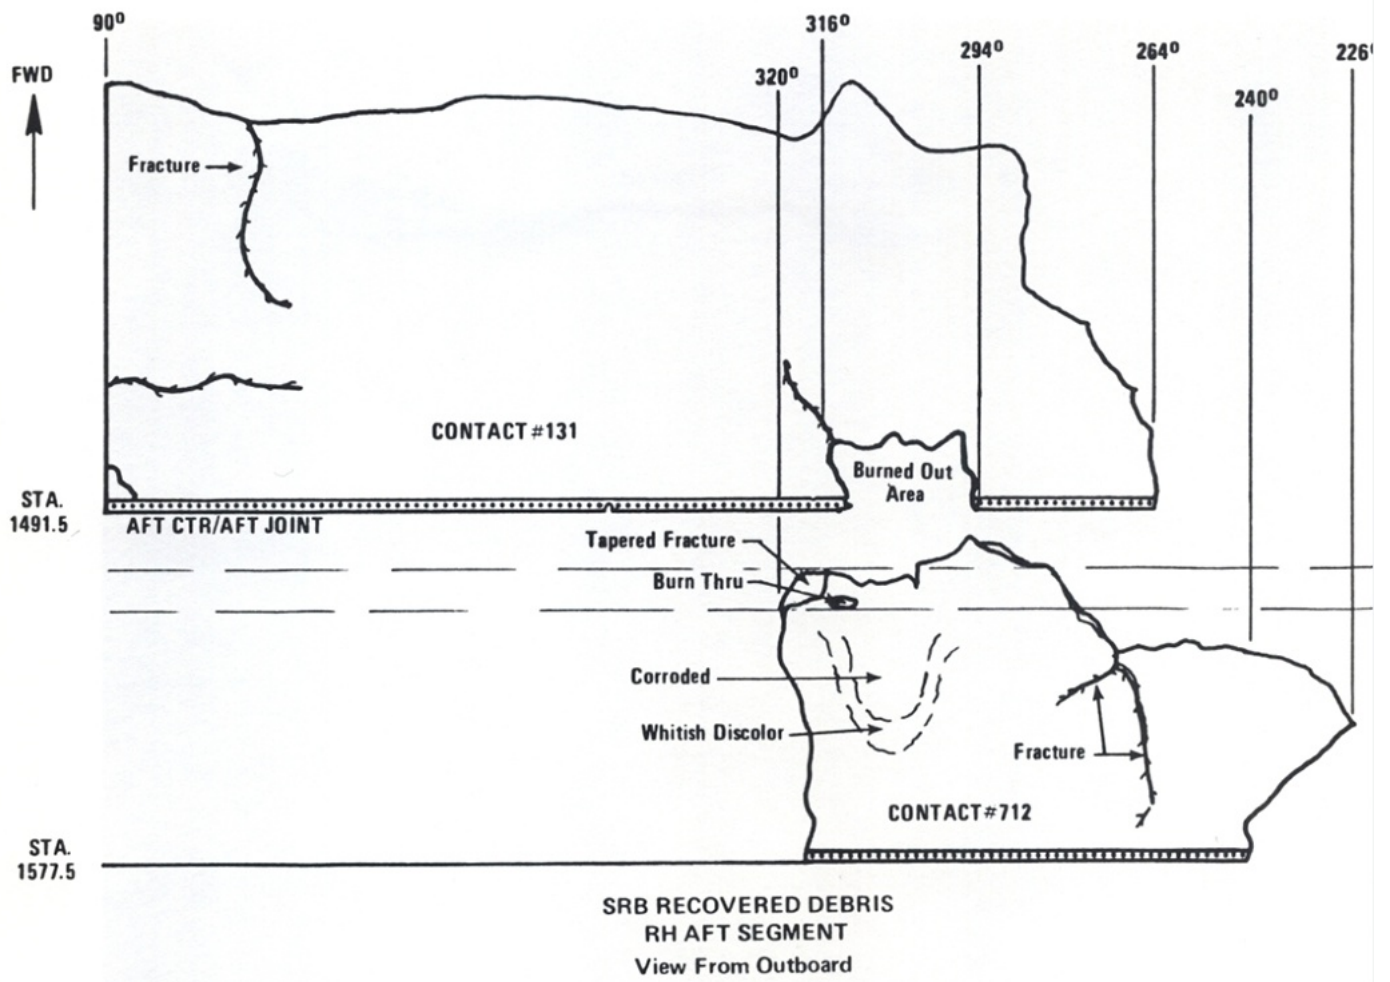 90⁰
316⁰
294⁰
264⁰
226⁰
320⁰
240⁰
FWD
Fracture
CONTACT #131
Burned Out
Area
STA.
1491.5
AFT CTR/AFT JOINT
Tapered Fracture
Burn Thru
Corroded
Whitish Discolor
Fracture
CONTACT #712
STA.
1577.5
SRB RECOVERED DEBRIS
RH AFT SEGMENT
View From Outboard